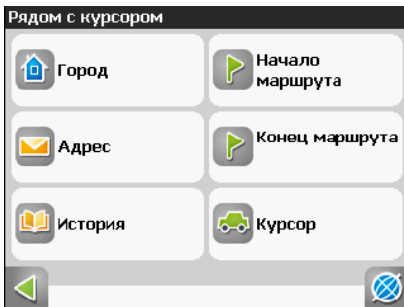 Рядом с курсором
Город
Начало
маршрута
Адрес
Конец маршрута
История
Курсор